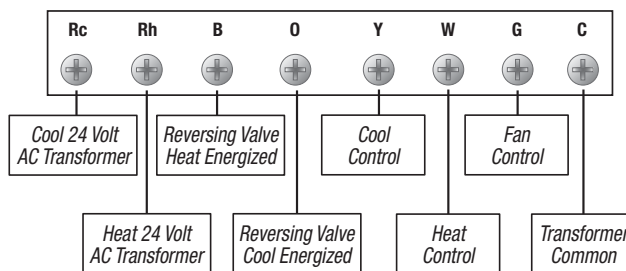 Rc Rh B O Y W G C
Cool 24 Volt
AC Transformer
Reversing Valve
Heat Energized
Cool
Control
Fan
Control
Heat 24 Volt
AC Transformer
Reversing Valve
Cool Energized
Heat
Control
Transformer
Common